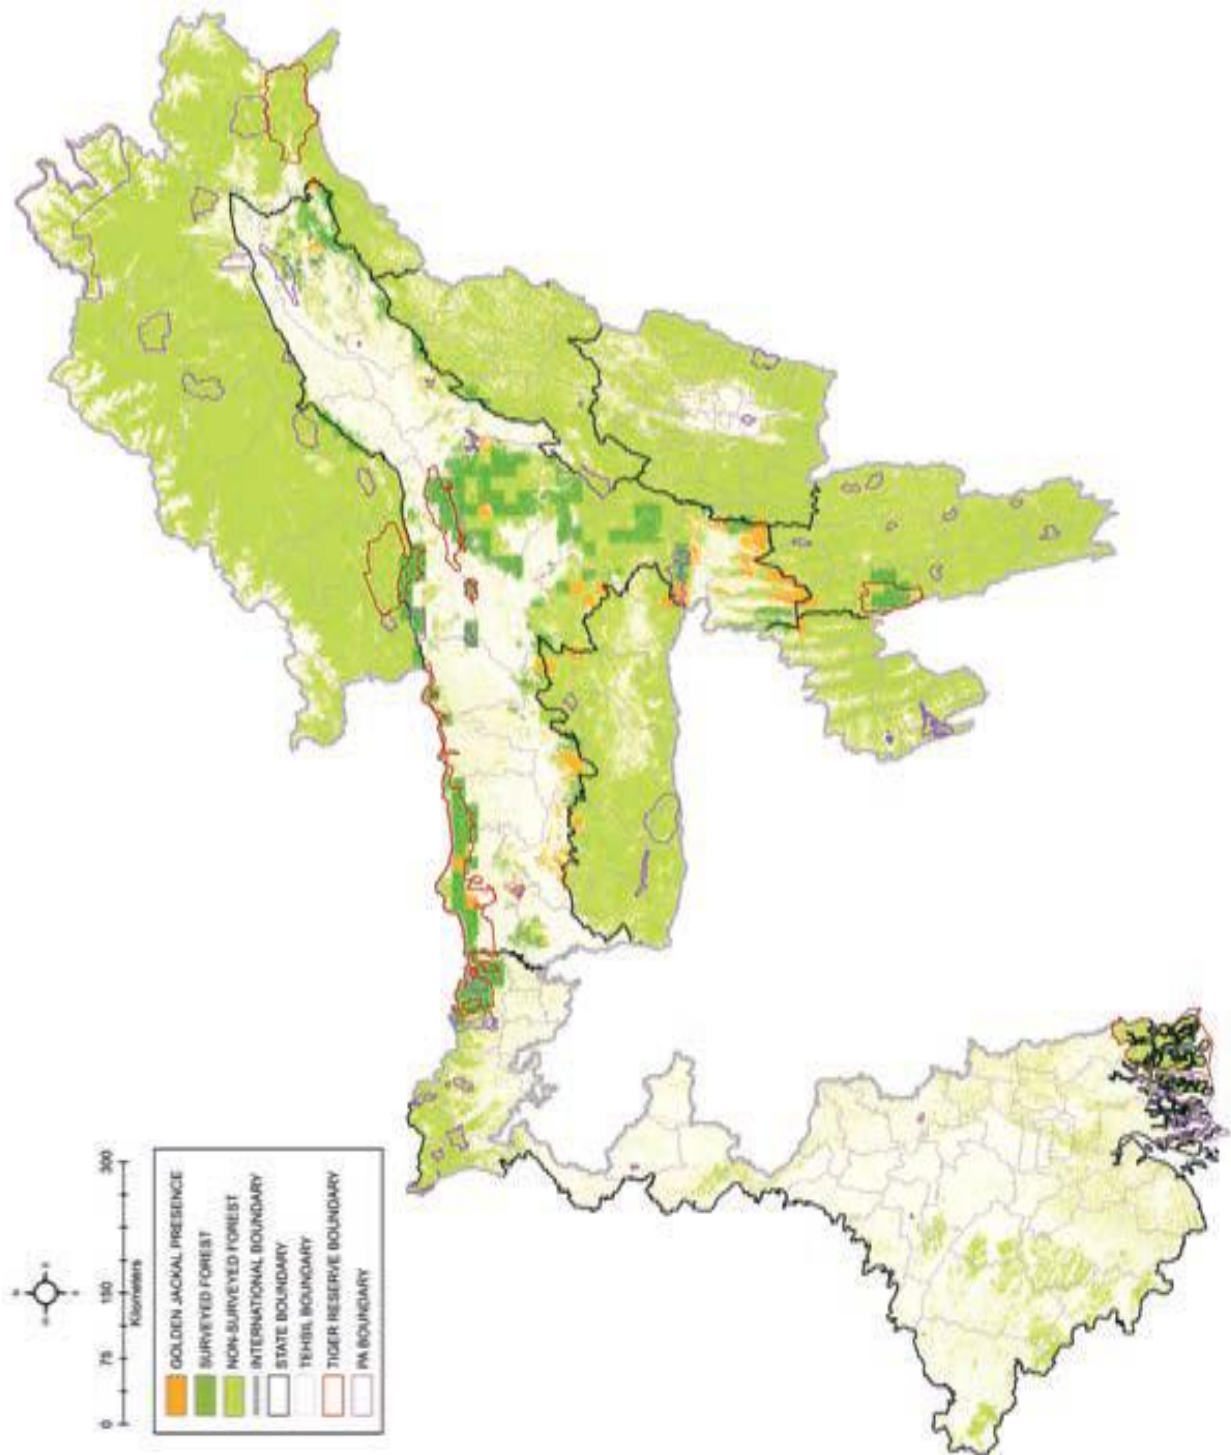 0 75 150 300
Kilometers
GOLDEN JACKAL PRESENCE
SURVEYED FOREST
NON-SURVEYED FOREST
INTERNATIONAL BOUNDARY
STATE BOUNDARY
TEHSIL BOUNDARY
TIGER RESERVE BOUNDARY
PA BOUNDARY